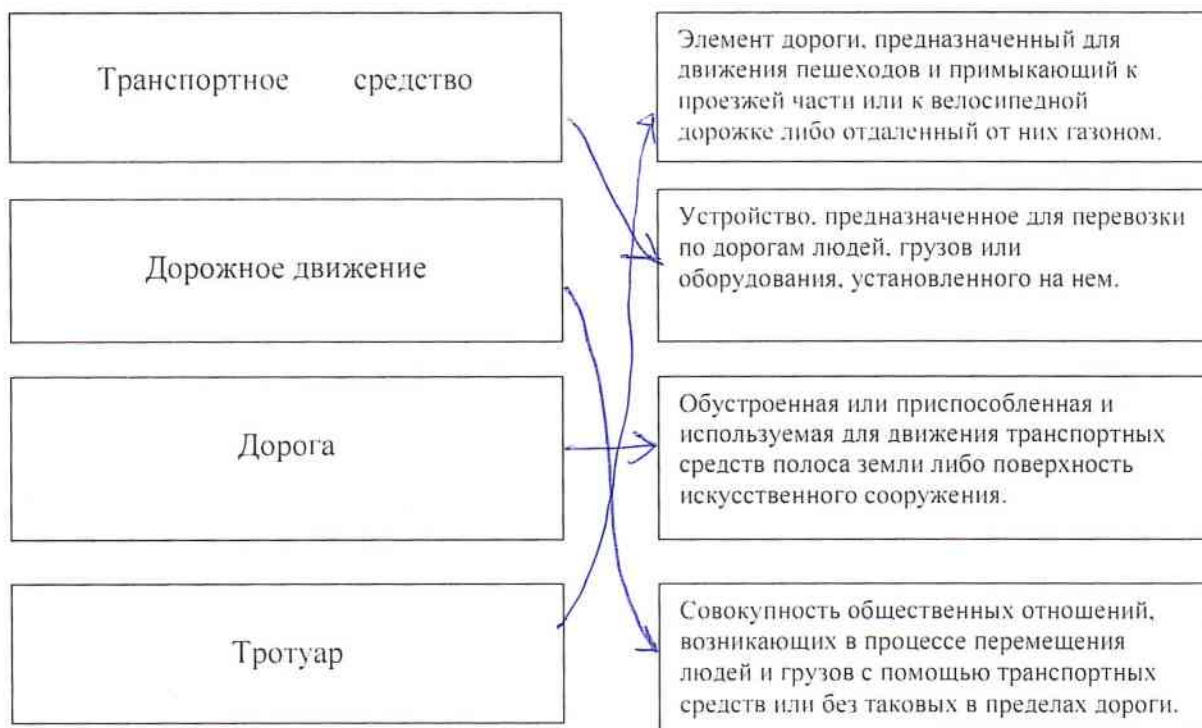 Транспортное средство
Элемент дороги, предназначенный для
движения пешеходов и примыкающий к
проезжей части или к велосипедной
дорожке либо отдаленный от них газоном.
Дорожное движение
Устройство, предназначенное для перевозки
по дорогам людей, грузов или
оборудования, установленного на нем.
Дорога
Обустроенная или приспособленная и
используемая для движения транспортных
средств полоса земли либо поверхность
искусственного сооружения.
Тротуар
Совокупность общественных отношений,
возникающих в процессе перемещения
людей и грузов с помощью транспортных
средств или без таковых в пределах дороги.